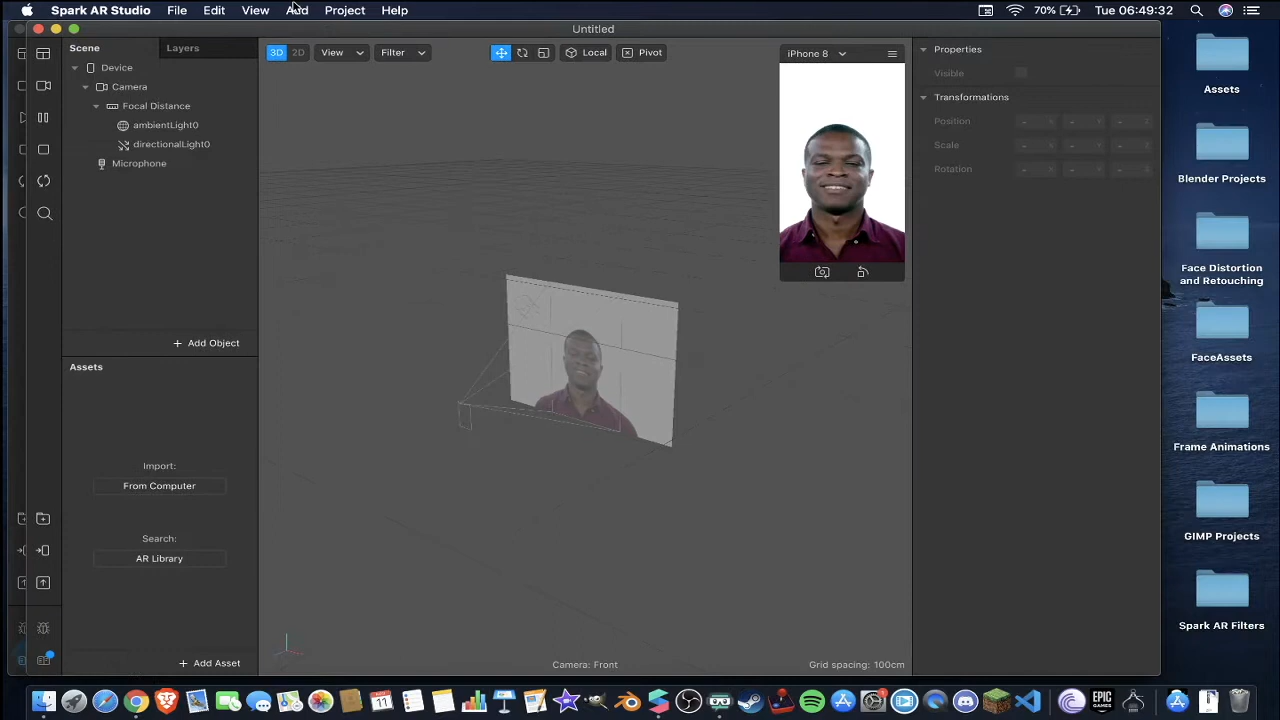 Spark AR Studio File Edit View Add Project Help 70% Tue 06:49:32
Untitled
Scene Layers
3D 2D View Filter Local Pivot
iPhone 8
Properties
Visible
Transformations
Position X Y Z
Scale X Y Z
Rotation X Y Z
Device
Camera
Focal Distance
ambientLight0
directionalLight0
Microphone
+ Add Object
Assets
Import:
From Computer
Search:
AR Library
+ Add Asset
Camera: Front
Grid spacing: 100cm
Assets
Blender Projects
Face Distortion
and Retouching
FaceAssets
Frame Animations
GIMP Projects
Spark AR Filters